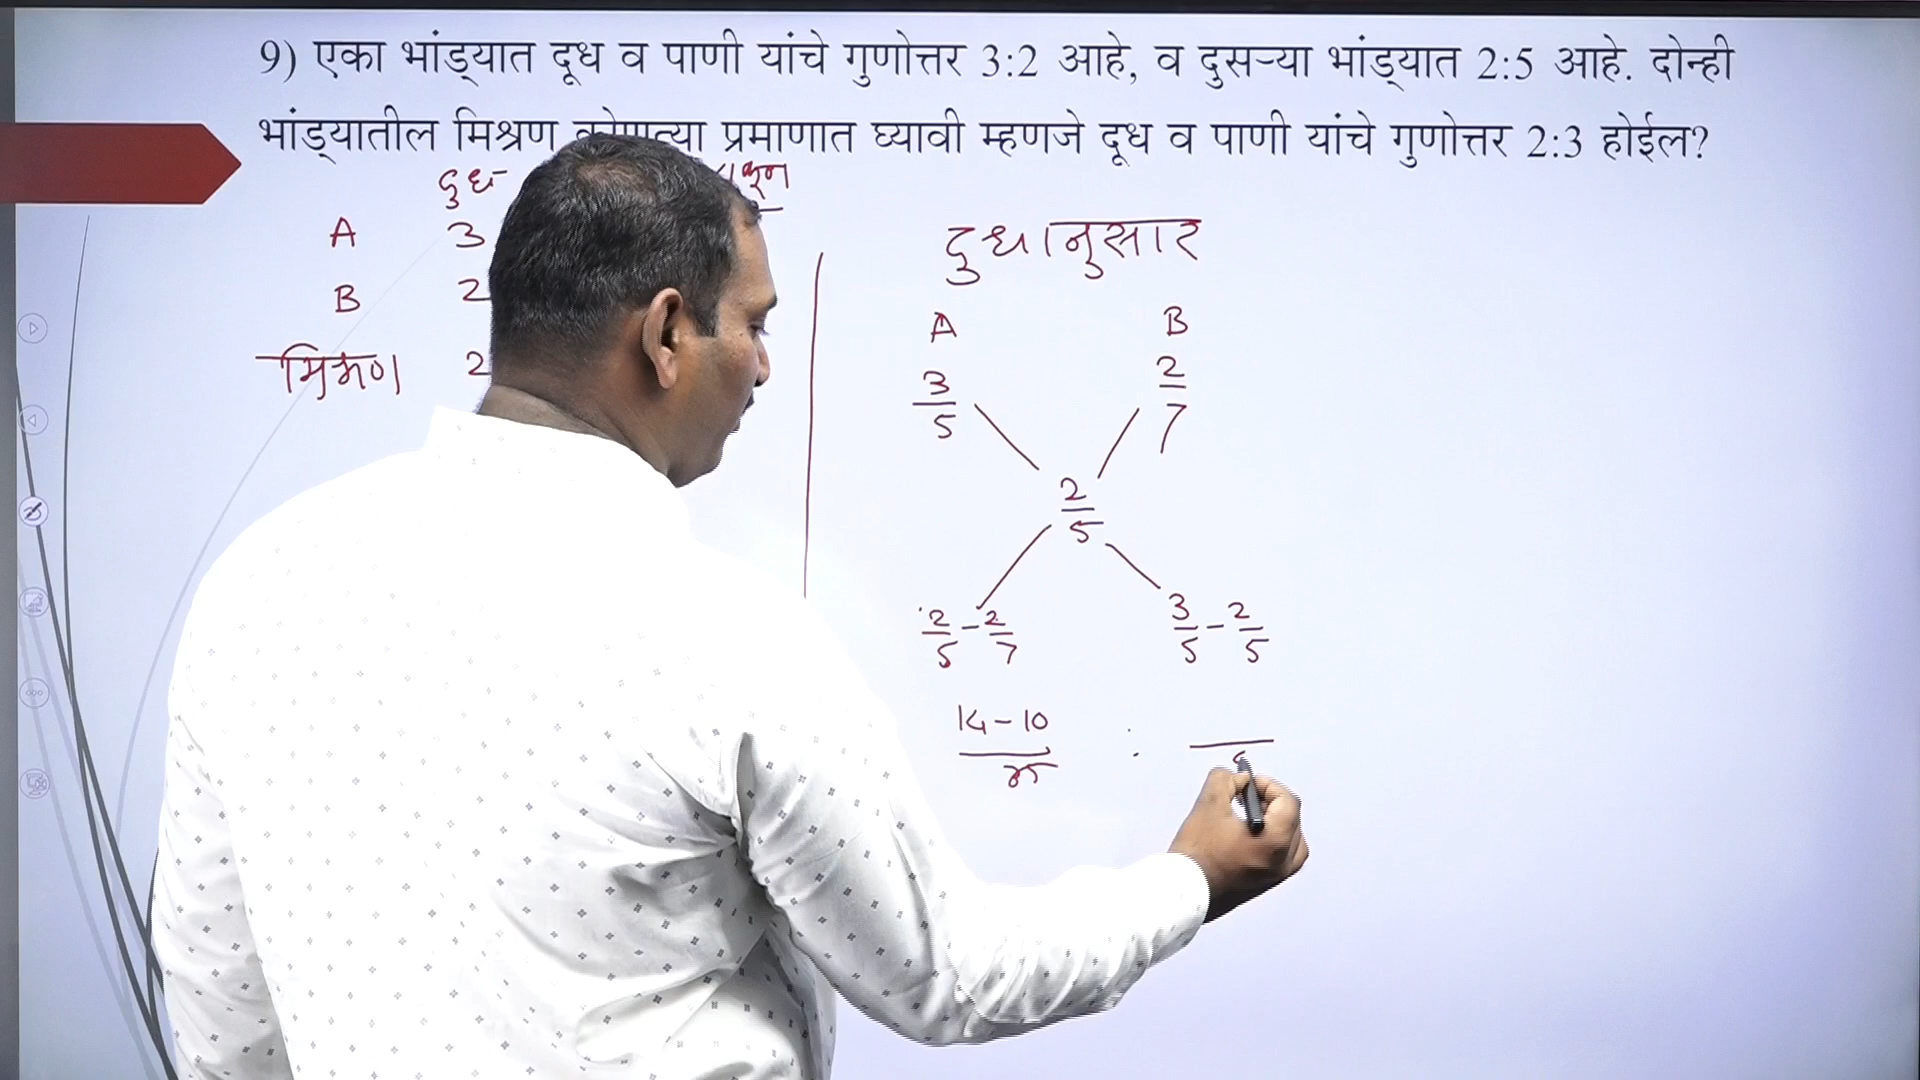 9) एका भांड्यात दूध व पाणी यांचे गुणोत्तर 3:2 आहे, व दुसऱ्या भांड्यात 2:5 आहे. दोन्ही
भांड्यातील मिश्रण कोणत्या प्रमाणात घ्यावी म्हणजे दूध व पाणी यांचे गुणोत्तर 2:3 होईल?
दुध
A 3
B 2
मिश्रण 2
दुधानुसार
A B
3/5 2/7
2/5
2/5 - 2/7 3/5 - 2/5
14-10 :